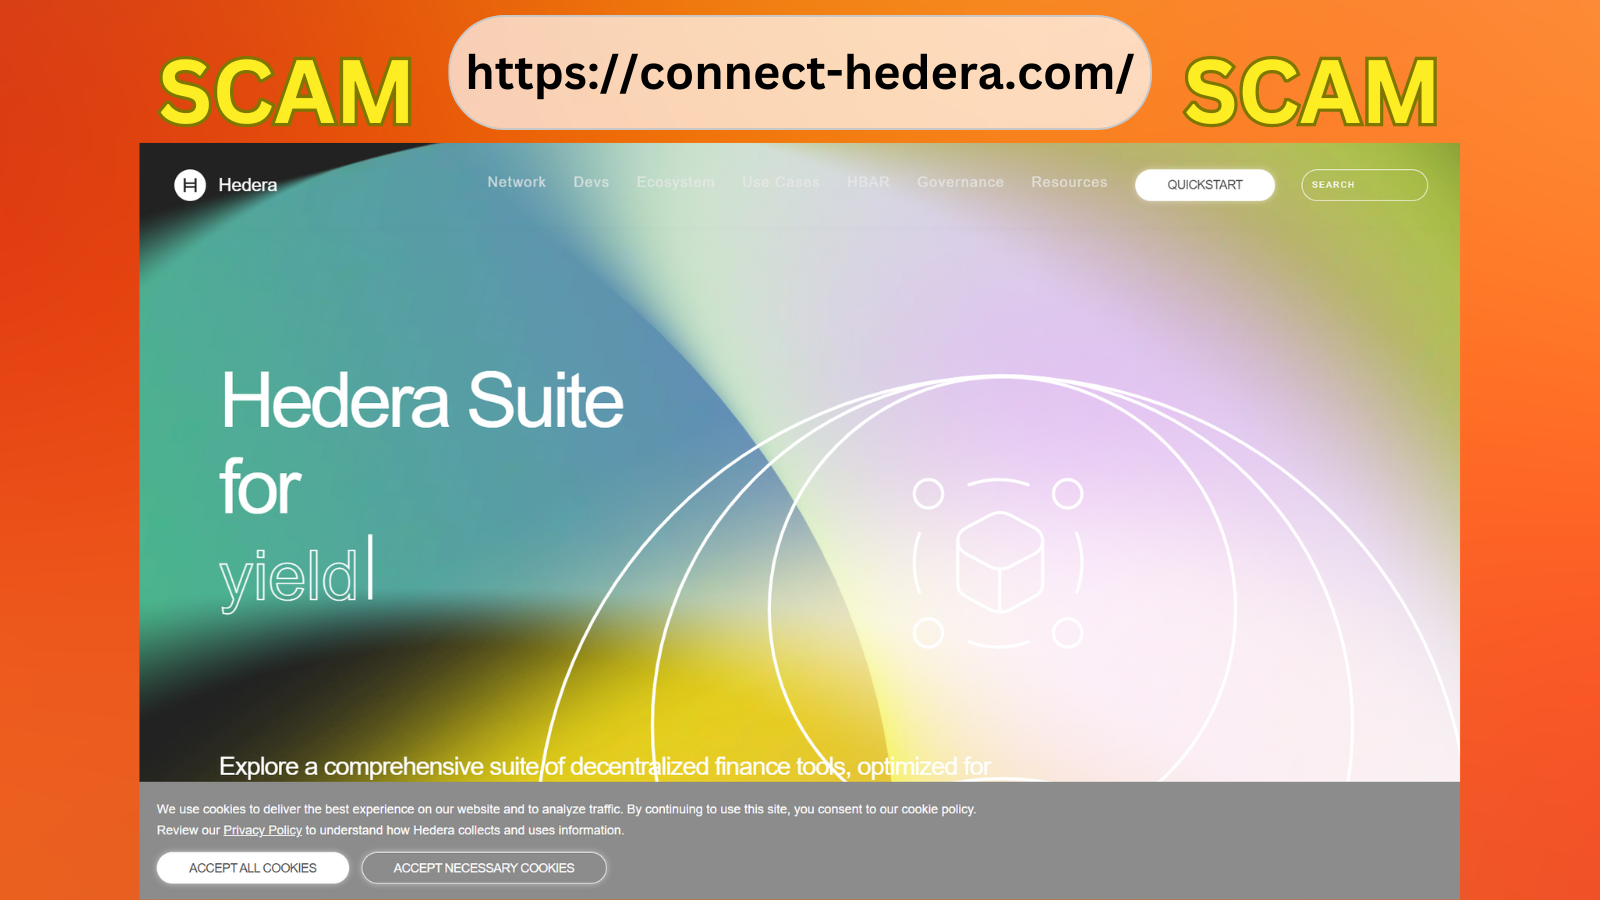 SCAM
https://connect-hedera.com/
SCAM
Hedera
Network Devs Ecosystem Use Cases HBAR Governance Resources
QUICKSTART
SEARCH
Hedera Suite
for
yield
Explore a comprehensive suite of decentralized finance tools, optimized for
We use cookies to deliver the best experience on our website and to analyze traffic. By continuing to use this site, you consent to our cookie policy.
Review our Privacy Policy to understand how Hedera collects and uses information.
ACCEPT ALL COOKIES
ACCEPT NECESSARY COOKIES